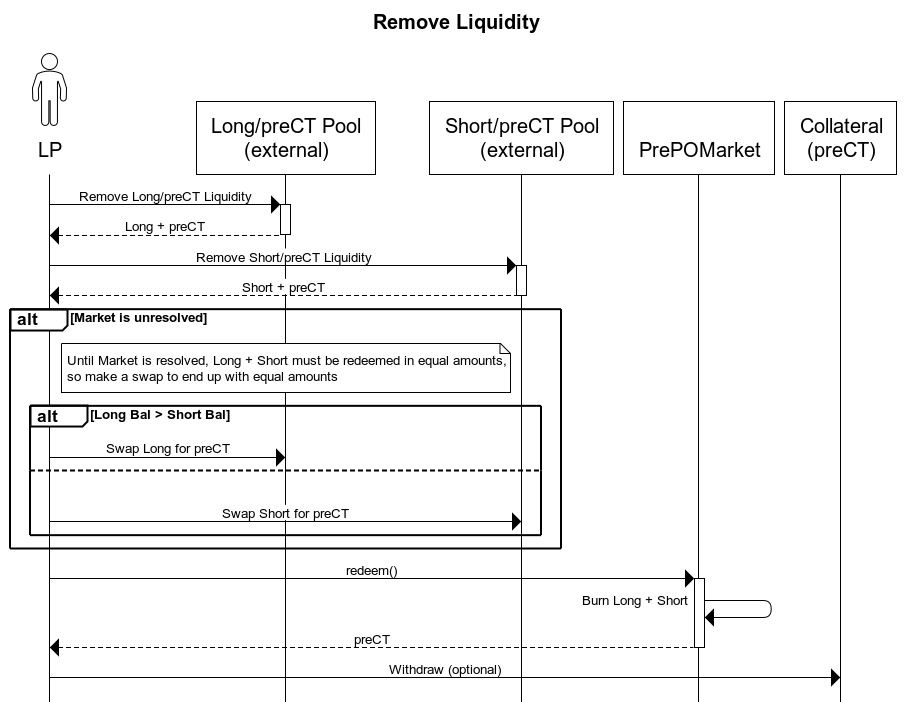 Remove Liquidity
LP
Long/preCT Pool
(external)
Short/preCT Pool
(external)
PrePOMarket
Collateral
(preCT)
Remove Long/preCT Liquidity
Long + preCT
Remove Short/preCT Liquidity
Short + preCT
alt [Market is unresolved]
Until Market is resolved, Long + Short must be redeemed in equal amounts,
so make a swap to end up with equal amounts
alt [Long Bal > Short Bal]
Swap Long for preCT
Swap Short for preCT
redeem()
Burn Long + Short
preCT
Withdraw (optional)